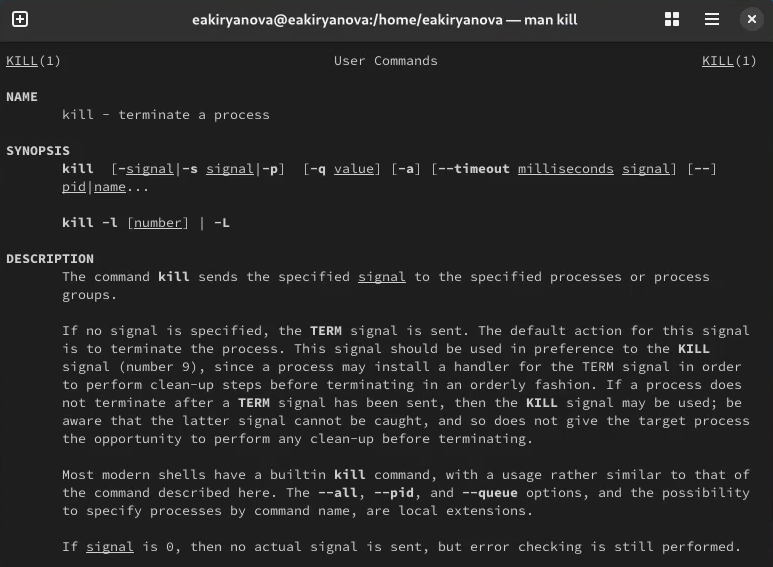 eakiryanova@eakiryanova:/home/eakiryanova — man kill
KILL(1) User Commands KILL(1)
NAME
kill - terminate a process
SYNOPSIS
kill [-signal|-s signal|-p] [-q value] [-a] [--timeout milliseconds signal] [--]
pid|name...
kill -l [number] | -L
DESCRIPTION
The command kill sends the specified signal to the specified processes or process
groups.
If no signal is specified, the TERM signal is sent. The default action for this signal
is to terminate the process. This signal should be used in preference to the KILL
signal (number 9), since a process may install a handler for the TERM signal in order
to perform clean-up steps before terminating in an orderly fashion. If a process does
not terminate after a TERM signal has been sent, then the KILL signal may be used; be
aware that the latter signal cannot be caught, and so does not give the target process
the opportunity to perform any clean-up before terminating.
Most modern shells have a builtin kill command, with a usage rather similar to that of
the command described here. The --all, --pid, and --queue options, and the possibility
to specify processes by command name, are local extensions.
If signal is 0, then no actual signal is sent, but error checking is still performed.